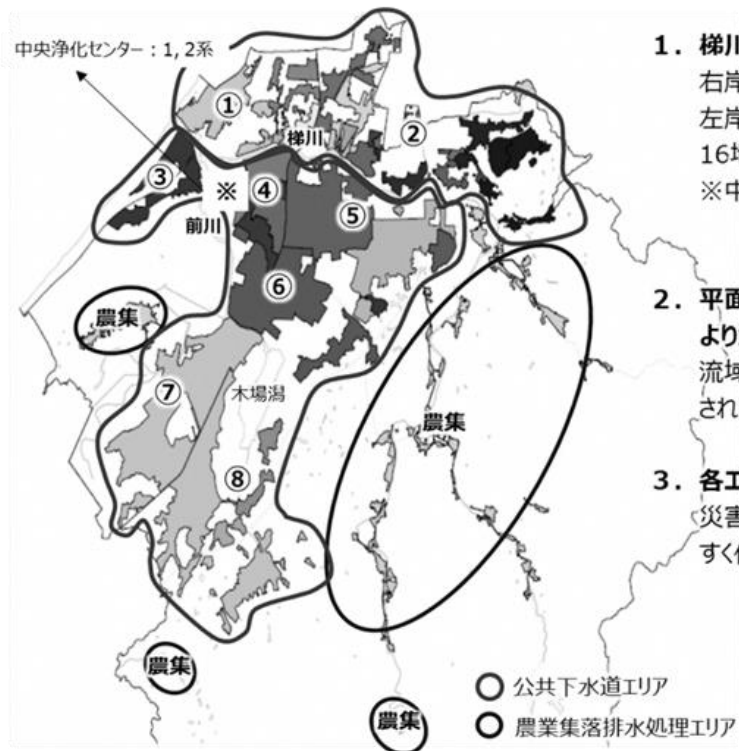 中央浄化センター：1, 2系
①
梯川
②
③
※
④
前川
⑤
⑥
農集
⑦
木場潟
⑧
農集
農集
農集
公共下水道エリア
農業集落排水処理エリア
1．梯川
右岸
左岸
16地
※中
2．平面
より
流域
され
3．各エ
災害
すく